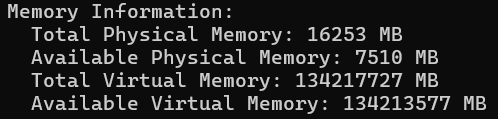 Memory Information:
Total Physical Memory: 16253 MB
Available Physical Memory: 7510 MB
Total Virtual Memory: 134217727 MB
Available Virtual Memory: 134213577 MB